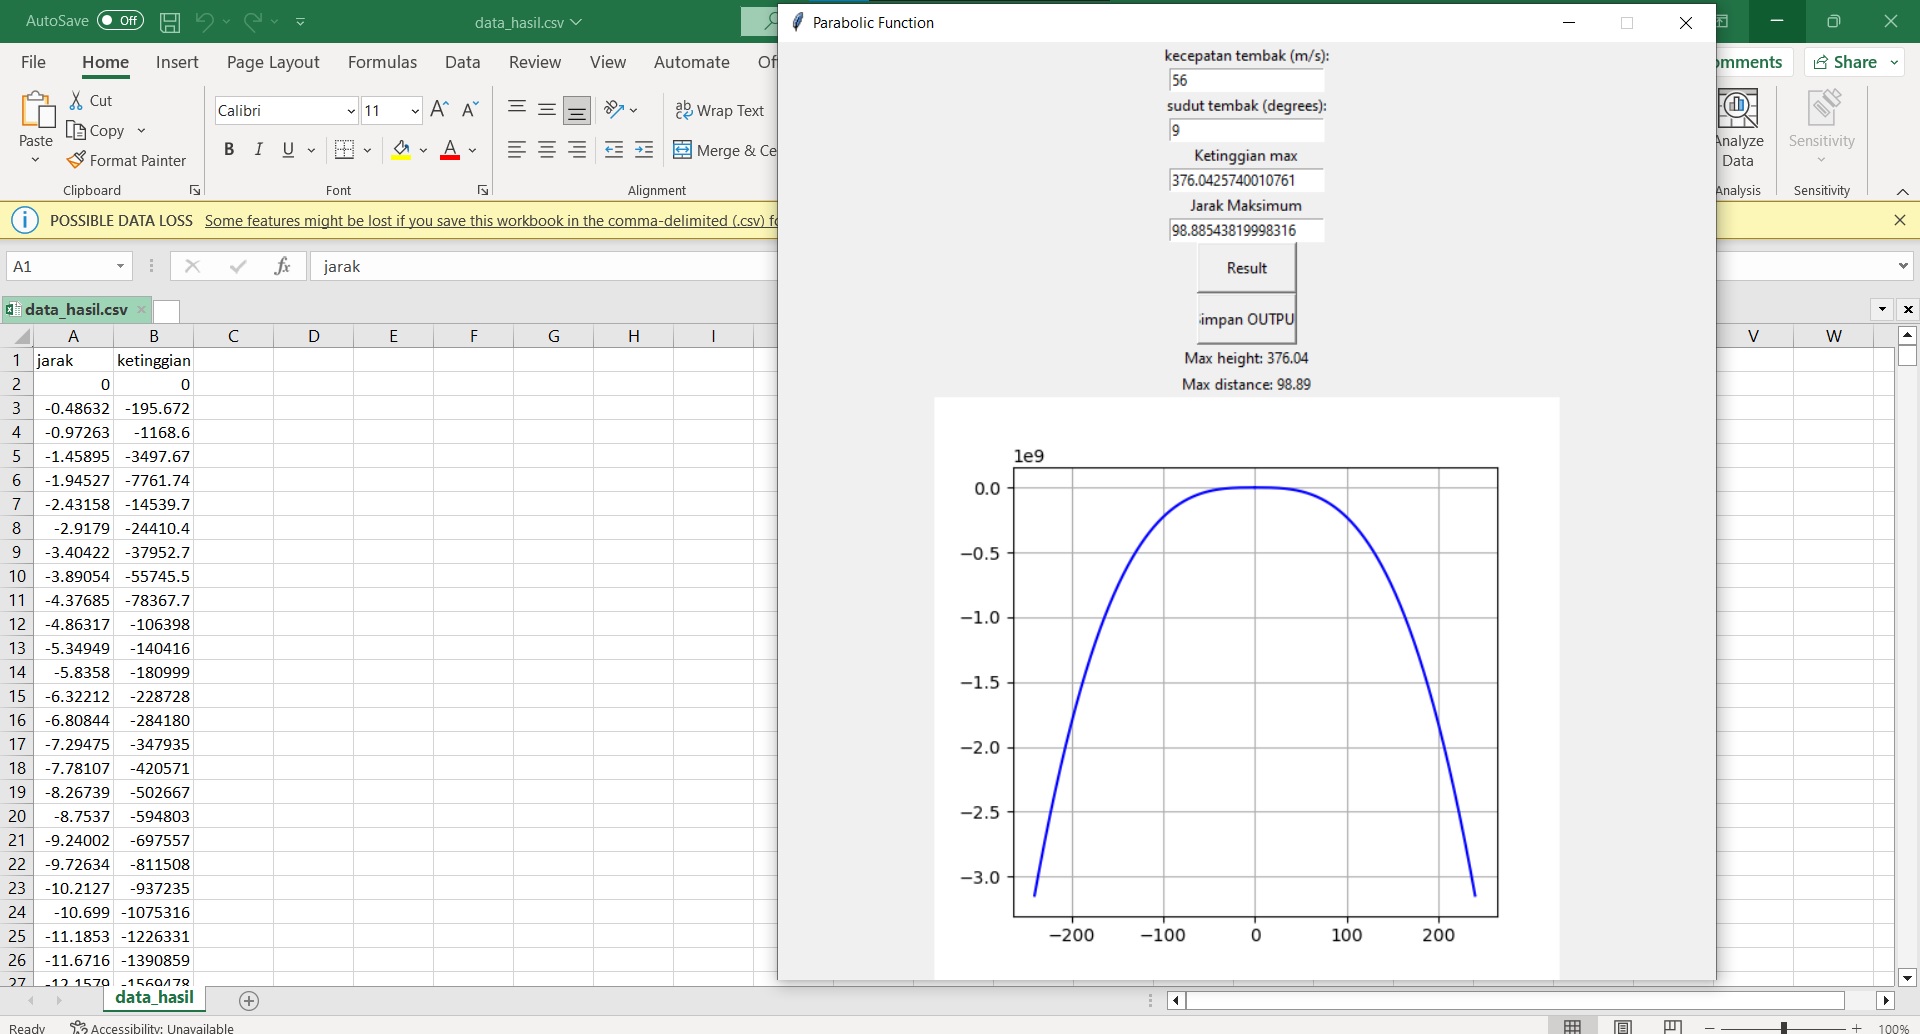 AutoSave Off
data_hasil.csv
File Home Insert Page Layout Formulas Data Review View Automate
Share
Paste
Cut
Copy
Format Painter
Clipboard
Calibri 11
B I U
Font
Wrap Text
Merge & Ce
Alignment
Data
Analysis
Sensitivity
Sensitivity
POSSIBLE DATA LOSS Some features might be lost if you save this workbook in the comma-delimited (.csv)
A1 fx jarak
data_hasil.csv
A B C D E F G H I V W
1 jarak ketinggian
2 0 0
3 -0.48632 -195.672
4 -0.97263 -1168.6
5 -1.45895 -3497.67
6 -1.94527 -7761.74
7 -2.43158 -14539.7
8 -2.9179 -24410.4
9 -3.40422 -37952.7
10 -3.89054 -55745.5
11 -4.37685 -78367.7
12 -4.86317 -106398
13 -5.34949 -140416
14 -5.8358 -180999
15 -6.32212 -228728
16 -6.80844 -284180
17 -7.29475 -347935
18 -7.78107 -420571
19 -8.26739 -502667
20 -8.7537 -594803
21 -9.24002 -697557
22 -9.72634 -811508
23 -10.2127 -937235
24 -10.699 -1075316
25 -11.1853 -1226331
26 -11.6716 -1390859
27 -12.1579 -1569478
data_hasil
Ready Accessibility: Unavailable
100%
Parabolic Function
kecepatan tembak (m/s):
56
sudut tembak (degrees):
9
Ketinggian max
376.0425740010761
Jarak Maksimum
98.88543819998316
Result
impan OUTPU
Max height: 376.04
Max distance: 98.89
1e9
0.0
−0.5
−1.0
−1.5
−2.0
−2.5
−3.0
−200 −100 0 100 200